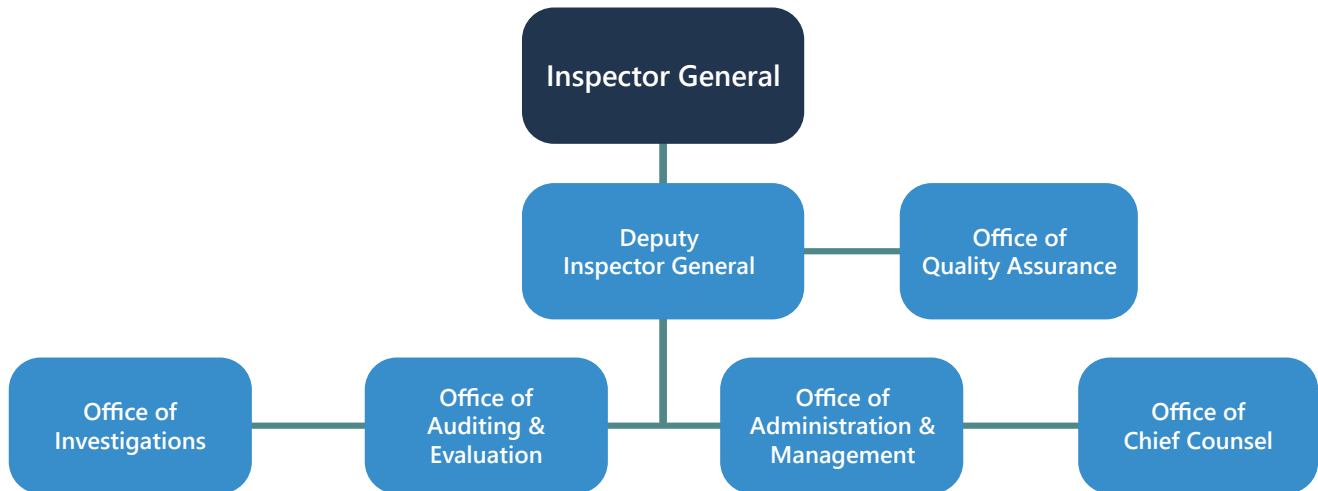 Inspector General
Deputy
Inspector General
Office of
Quality Assurance
Office of
Investigations
Office of
Auditing &
Evaluation
Office of
Administration &
Management
Office of
Chief Counsel